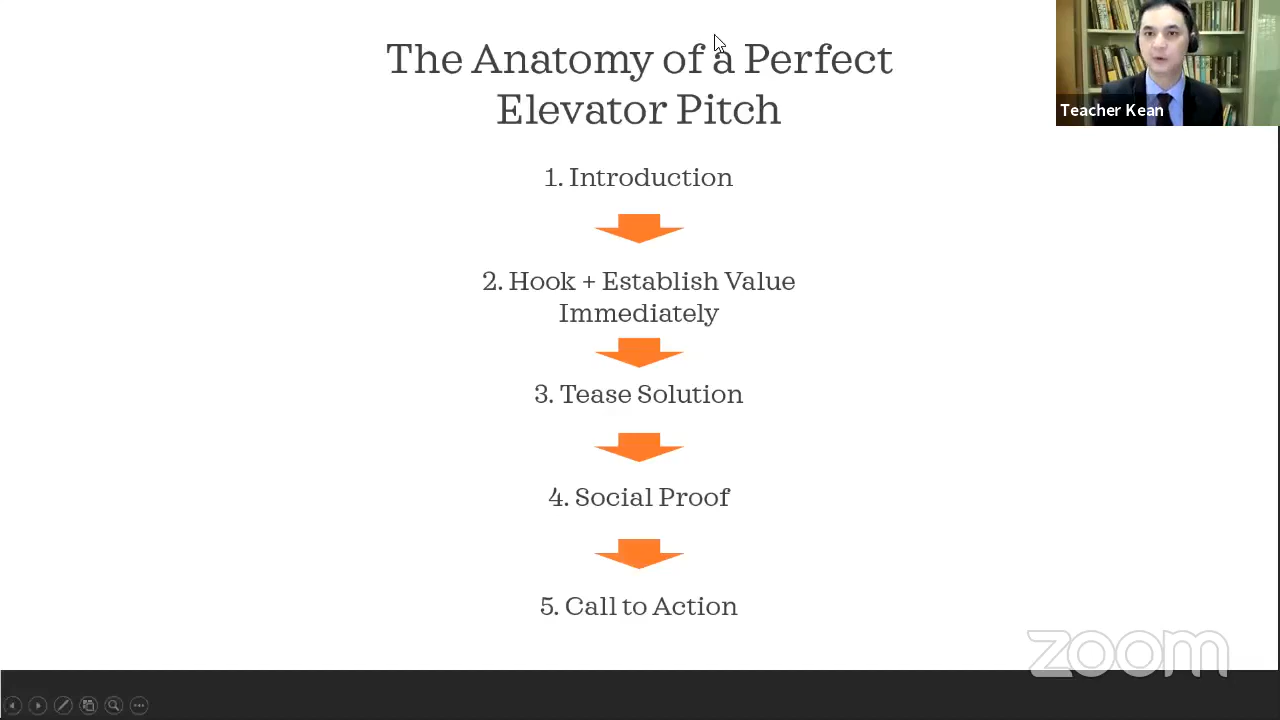 The Anatomy of a Perfect
Elevator Pitch
Teacher Kean
1. Introduction
2. Hook + Establish Value
Immediately
3. Tease Solution
4. Social Proof
5. Call to Action
zoom